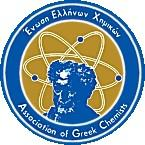 Ένωση Ελλήνων Χημικών
Association of Greek Chemists